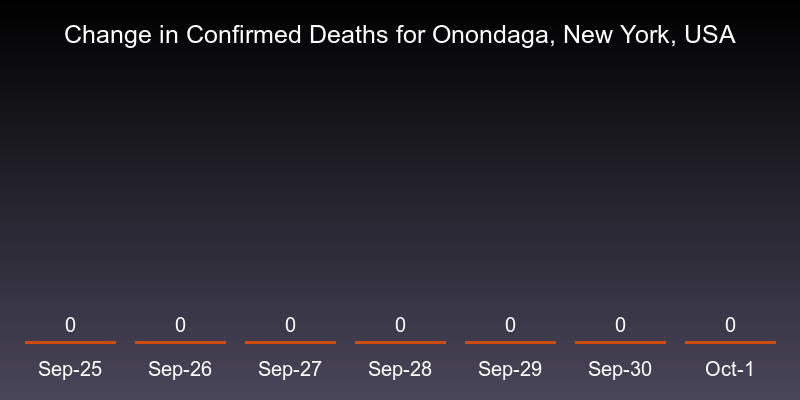 Change in Confirmed Deaths for Onondaga, New York, USA
0 0 0 0 0 0 0
Sep-25 Sep-26 Sep-27 Sep-28 Sep-29 Sep-30 Oct-1